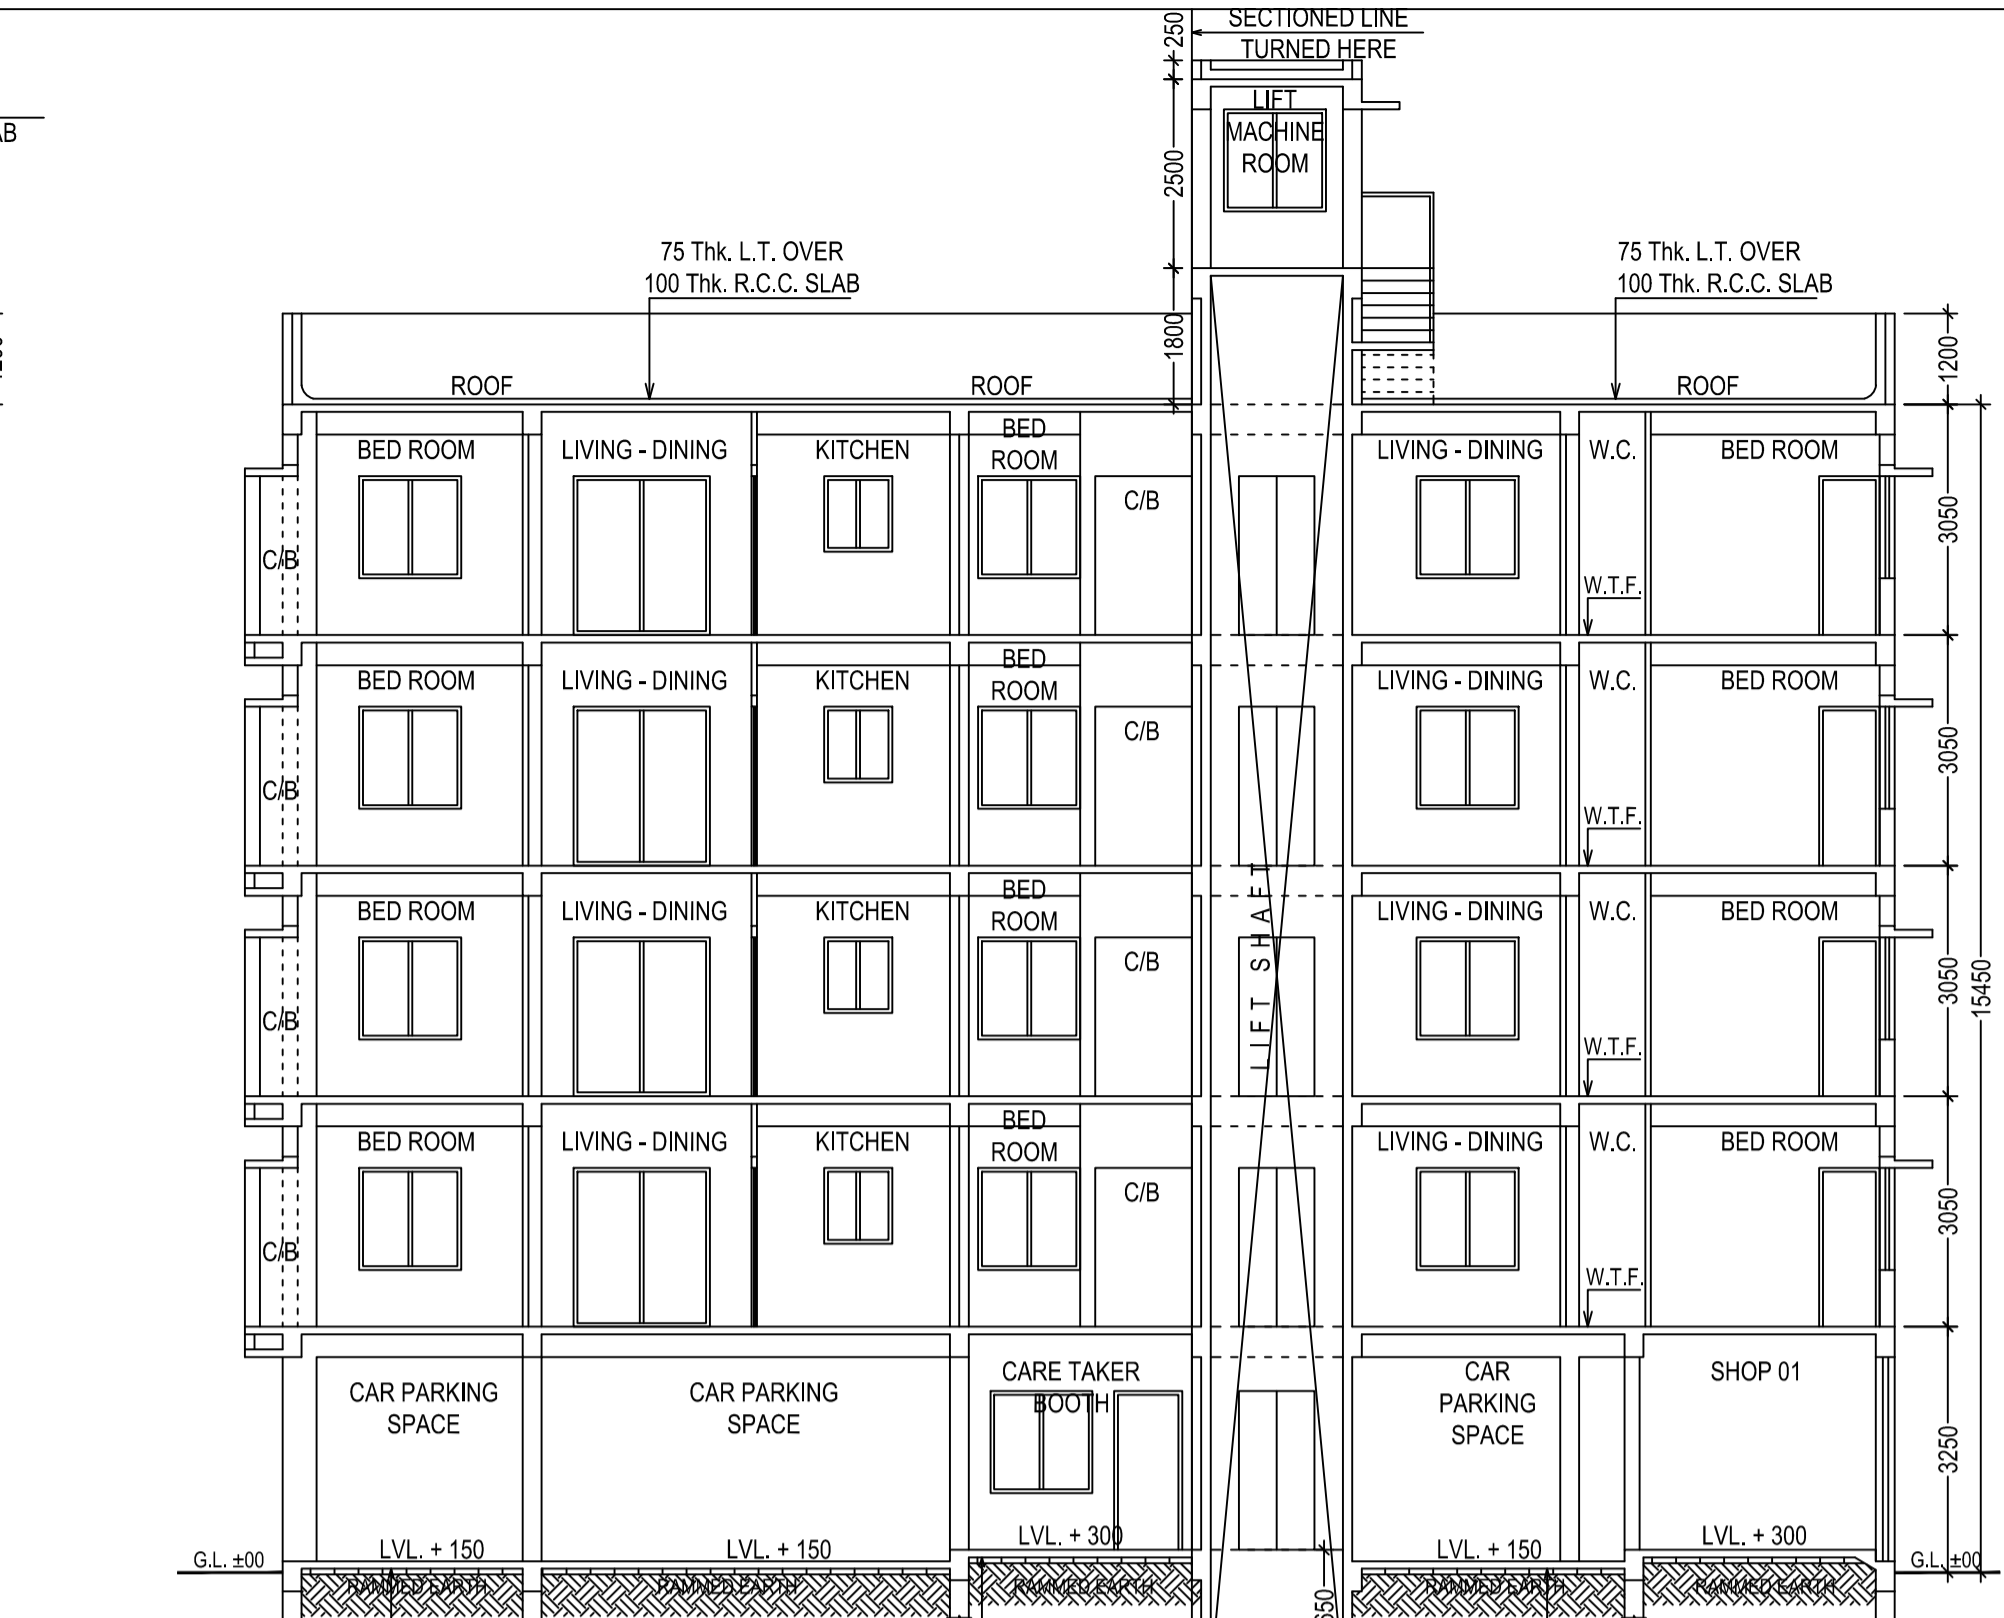 SECTIONED LINE
TURNED HERE
250
LIFT
MACHINE
ROOM
2500
AB
75 Thk. L.T. OVER
100 Thk. R.C.C. SLAB
75 Thk. L.T. OVER
100 Thk. R.C.C. SLAB
1800
1200
ROOF
ROOF
ROOF
BED ROOM
LIVING - DINING
KITCHEN
BED
ROOM
C/B
LIVING - DINING
W.C.
BED ROOM
C/B
W.T.F.
3050
BED ROOM
LIVING - DINING
KITCHEN
BED
ROOM
C/B
LIVING - DINING
W.C.
BED ROOM
C/B
W.T.F.
3050
BED ROOM
LIVING - DINING
KITCHEN
BED
ROOM
C/B
LIFT SHAFT
LIVING - DINING
W.C.
BED ROOM
C/B
W.T.F.
3050
15450
BED ROOM
LIVING - DINING
KITCHEN
BED
ROOM
C/B
LIVING - DINING
W.C.
BED ROOM
C/B
W.T.F.
3050
CAR PARKING
SPACE
CAR PARKING
SPACE
CARE TAKER
BOOTH
CAR
PARKING
SPACE
SHOP 01
3250
G.L. ±00
LVL. + 150
LVL. + 150
LVL. + 300
LVL. + 150
LVL. + 300
G.L. ±00
RAMMED EARTH
RAMMED EARTH
RAMMED EARTH
RAMMED EARTH
RAMMED EARTH